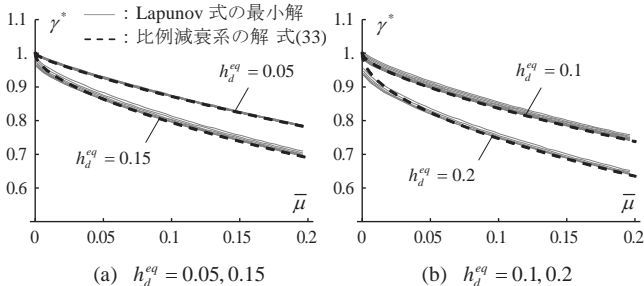 γ* — : Lapunov 式の最小解
--- : 比例減衰系の解 式(33)
1.1
1
0.9
0.8
0.7
0.6
h_d^{eq} = 0.05
h_d^{eq} = 0.15
μ̅
0 0.05 0.1 0.15 0.2
(a) h_d^{eq} = 0.05, 0.15
γ*
1.1
1
0.9
0.8
0.7
0.6
h_d^{eq} = 0.1
h_d^{eq} = 0.2
μ̅
0 0.05 0.1 0.15 0.2
(b) h_d^{eq} = 0.1, 0.2